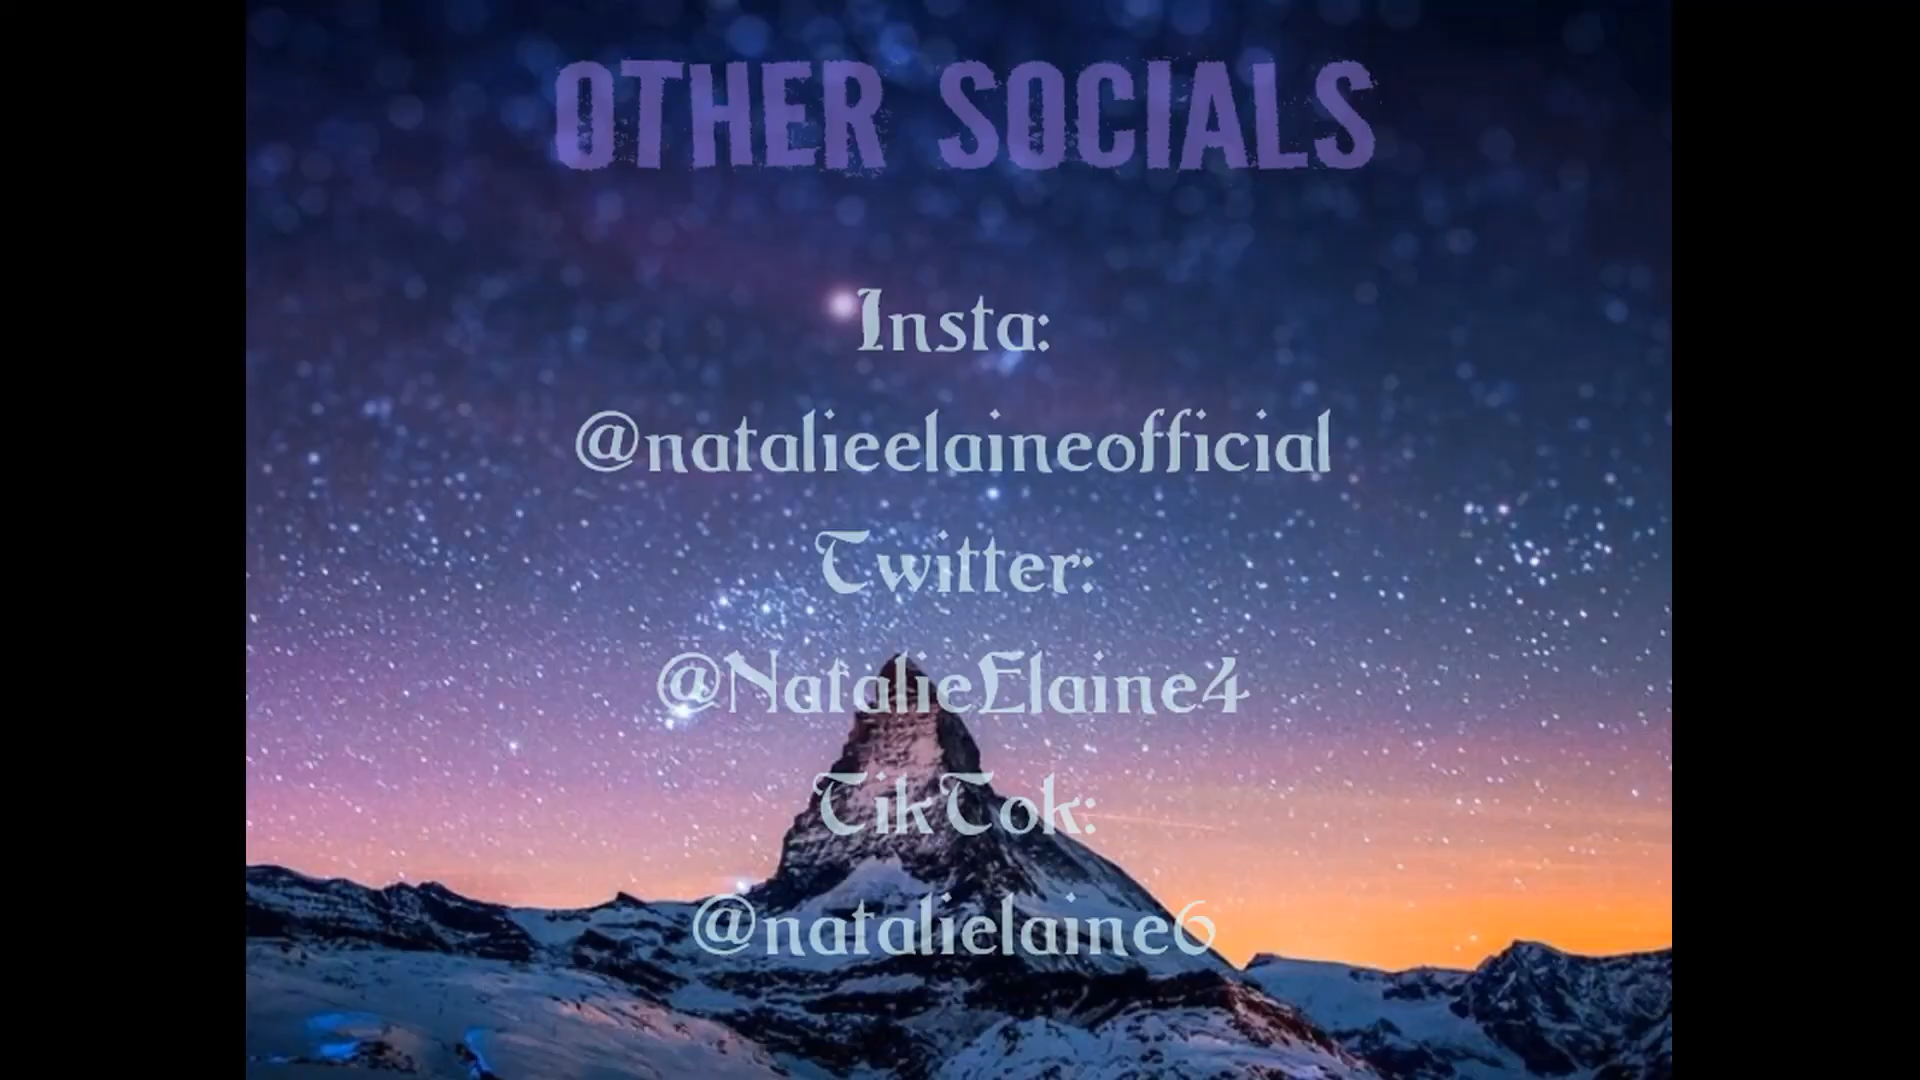 OTHER SOCIALS
Insta:
@natalieelaineofficial
Twitter:
@NatalieElaine4
TikTok:
@natalielaine6